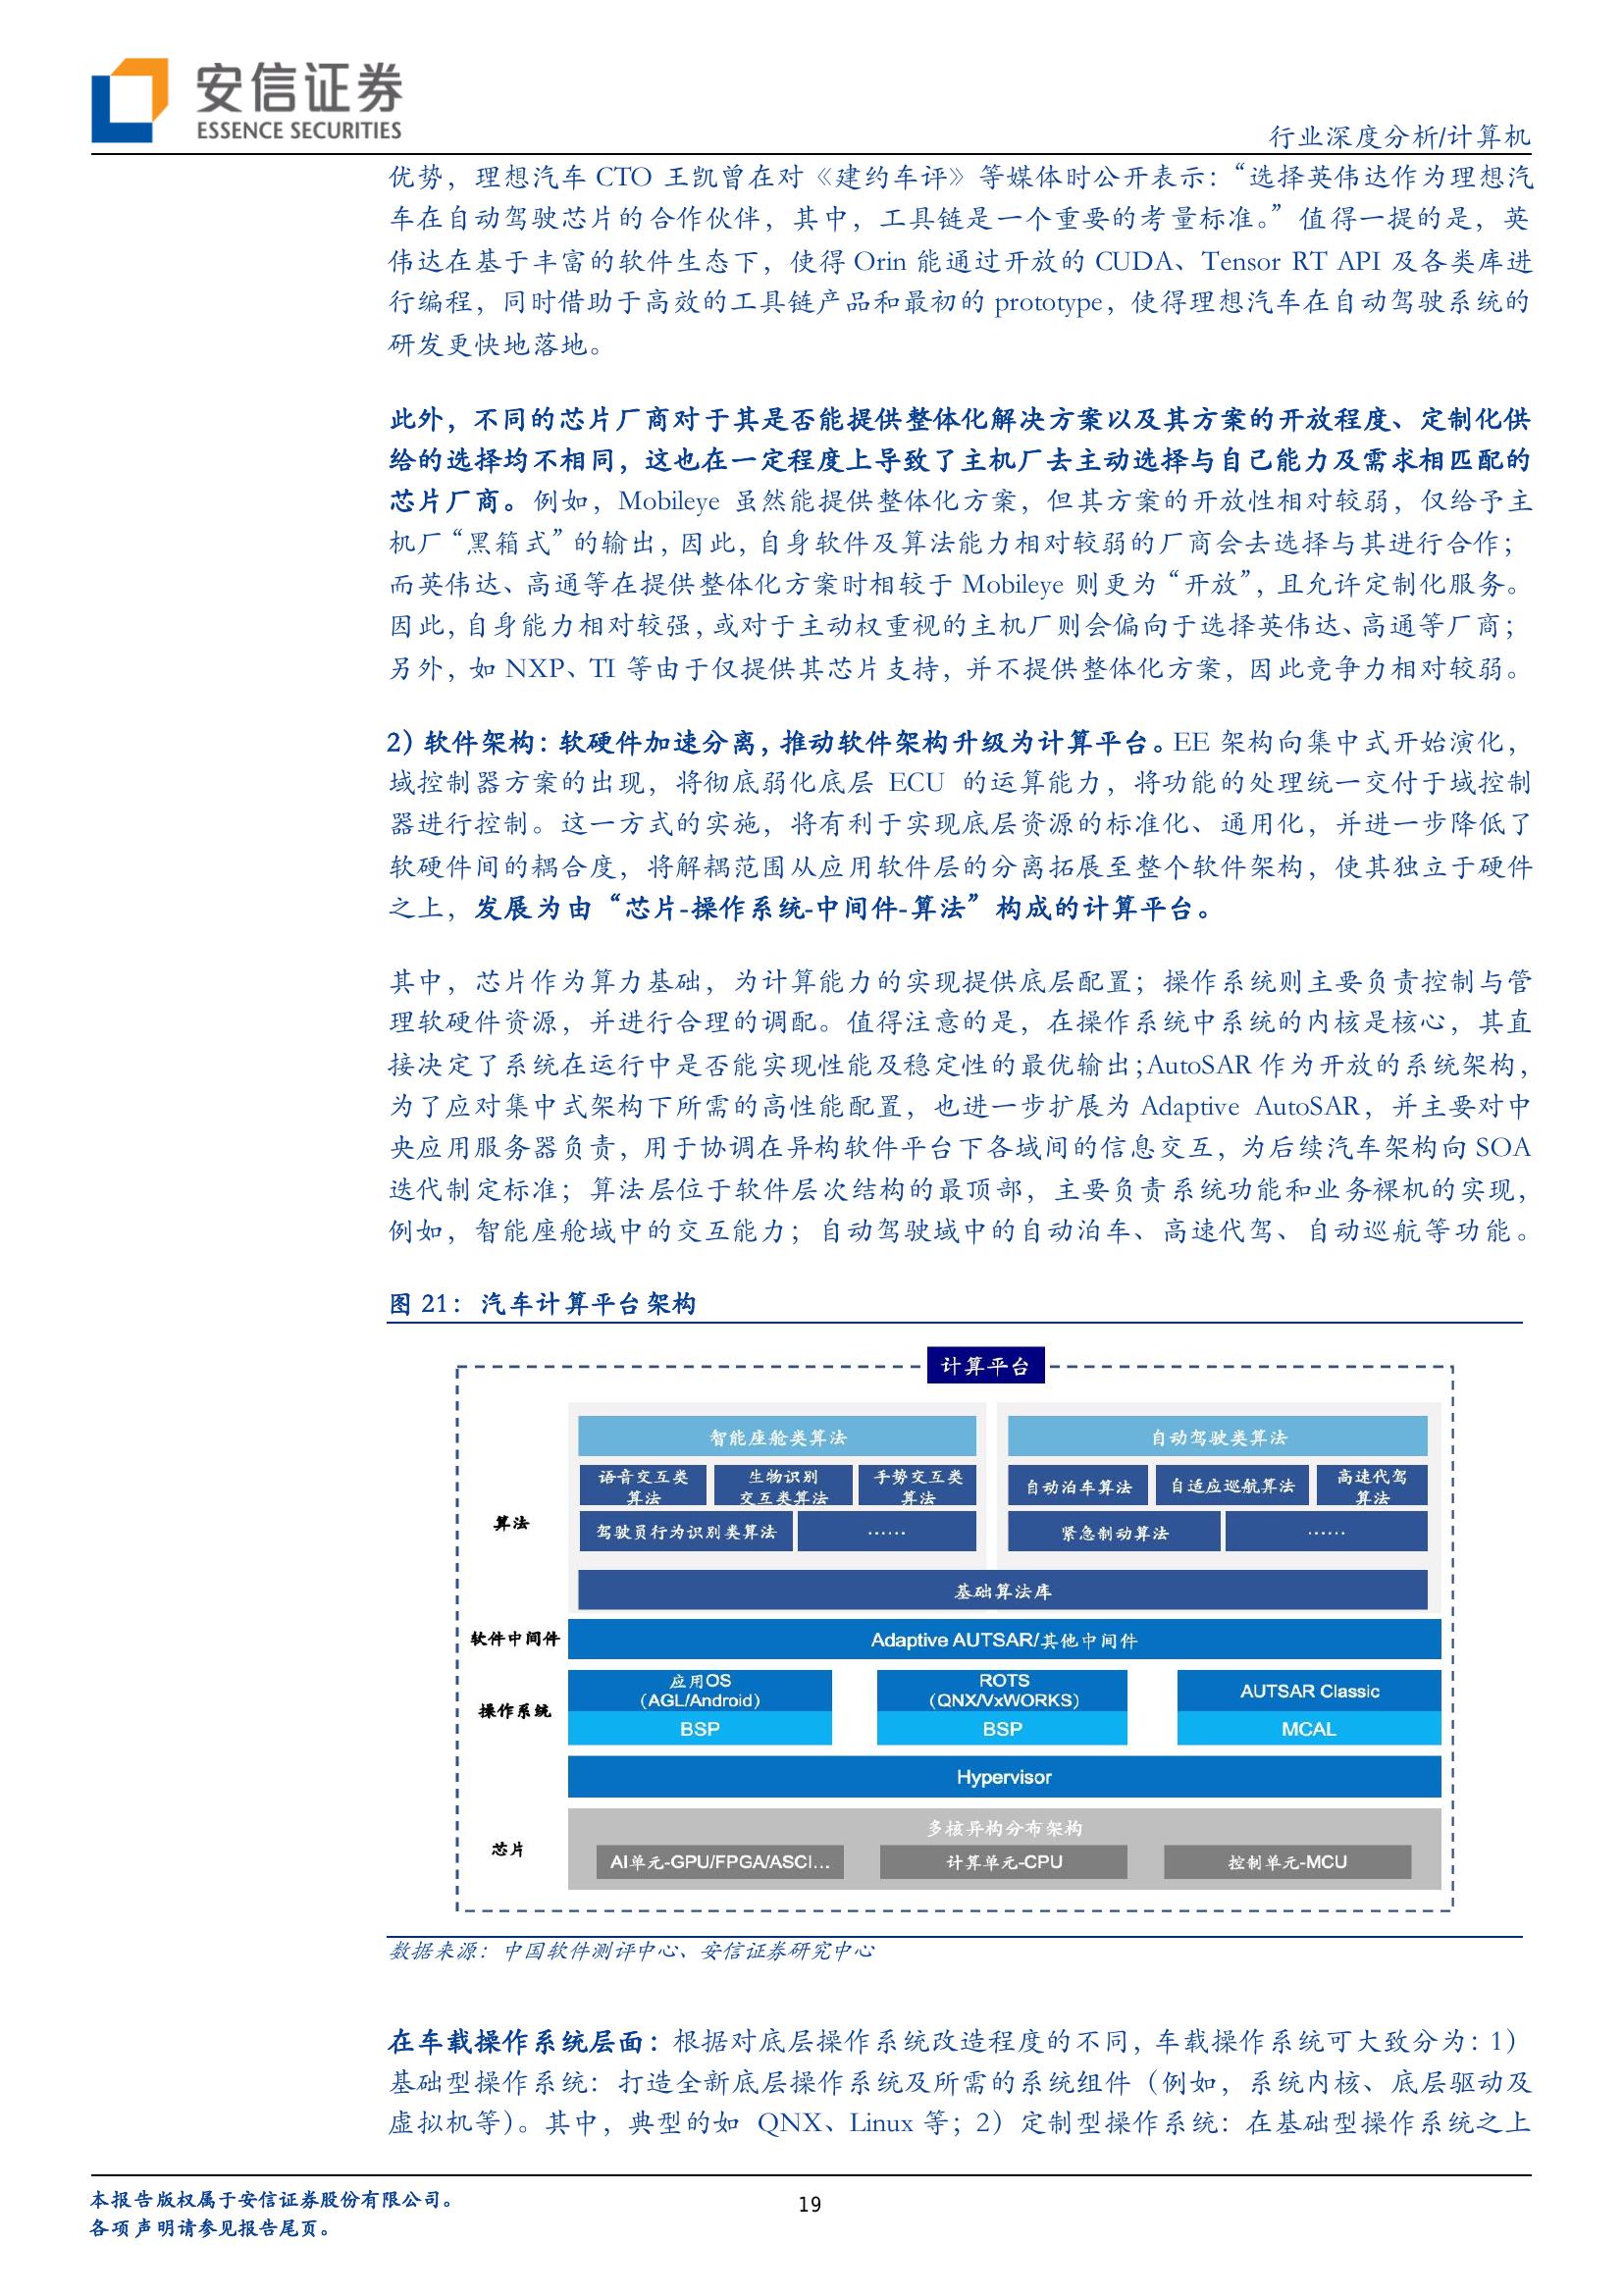 安信证券
ESSENCE SECURITIES
行业深度分析/计算机
优势，理想汽车 CTO 王凯曾在对《建约车评》等媒体时公开表示：“选择英伟达作为理想汽
车在自动驾驶芯片的合作伙伴，其中，工具链是一个重要的考量标准。”值得一提的是，英
伟达在基于丰富的软件生态下，使得 Orin 能通过开放的 CUDA、Tensor RT API 及各类库进
行编程，同时借助于高效的工具链产品和最初的 prototype，使得理想汽车在自动驾驶系统的
研发更快地落地。
此外，不同的芯片厂商对于其是否能提供整体化解决方案以及其方案的开放程度、定制化供
给的选择均不相同，这也在一定程度上导致了主机厂去主动选择与自己能力及需求相匹配的
芯片厂商。例如，Mobileye 虽然能提供整体化方案，但其方案的开放性相对较弱，仅给予主
机厂“黑箱式”的输出，因此，自身软件及算法能力相对较弱的厂商会去选择与其进行合作；
而英伟达、高通等在提供整体化方案时相较于 Mobileye 则更为“开放”，且允许定制化服务。
因此，自身能力相对较强，或对于主动权重视的主机厂则会偏向于选择英伟达、高通等厂商；
另外，如 NXP、TI 等由于仅提供其芯片支持，并不提供整体化方案，因此竞争力相对较弱。
2）软件架构：软硬件加速分离，推动软件架构升级为计算平台。EE 架构向集中式开始演化，
域控制器方案的出现，将彻底弱化底层 ECU 的运算能力，将功能的处理统一交付于域控制
器进行控制。这一方式的实施，将有利于实现底层资源的标准化、通用化，并进一步降低了
软硬件间的耦合度，将解耦范围从应用软件层的分离拓展至整个软件架构，使其独立于硬件
之上，发展为由“芯片-操作系统-中间件-算法”构成的计算平台。
其中，芯片作为算力基础，为计算能力的实现提供底层配置；操作系统则主要负责控制与管
理软硬件资源，并进行合理的调配。值得注意的是，在操作系统中系统的内核是核心，其直
接决定了系统在运行中是否能实现性能及稳定性的最优输出；AutoSAR 作为开放的系统架构，
为了应对集中式架构下所需的高性能配置，也进一步扩展为 Adaptive AutoSAR，并主要对中
央应用服务器负责，用于协调在异构软件平台下各域间的信息交互，为后续汽车架构向 SOA
迭代制定标准；算法层位于软件层次结构的最顶部，主要负责系统功能和业务裸机的实现，
例如，智能座舱域中的交互能力；自动驾驶域中的自动泊车、高速代驾、自动巡航等功能。
图 21：汽车计算平台架构
计算平台
智能座舱类算法
自动驾驶类算法
语音交互类
算法
生物识别
交互类算法
手势交互类
算法
自动泊车算法
自适应巡航算法
高速代驾
算法
算法
驾驶员行为识别类算法
……
紧急制动算法
……
基础算法库
软件中间件
Adaptive AUTSAR/其他中间件
操作系统
应用OS
（AGL/Android）
BSP
ROTS
（QNX/VxWORKS）
BSP
AUTSAR Classic
MCAL
Hypervisor
芯片
多核异构分布架构
AI单元-GPU/FPGA/ASCI…
计算单元-CPU
控制单元-MCU
数据来源：中国软件测评中心、安信证券研究中心
在车载操作系统层面：根据对底层操作系统改造程度的不同，车载操作系统可大致分为：1）
基础型操作系统：打造全新底层操作系统及所需的系统组件（例如，系统内核、底层驱动及
虚拟机等）。其中，典型的如 QNX、Linux 等；2）定制型操作系统：在基础型操作系统之上
本报告版权属于安信证券股份有限公司。
19
各项声明请参见报告尾页。